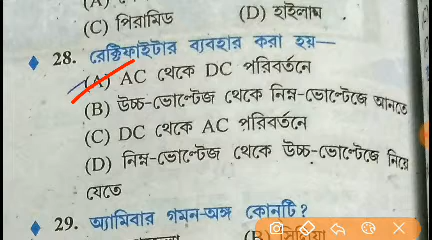 (C) পিরামিড (D) হাইলাম
28. রেক্টিফাইটার ব্যবহার করা হয়—
(A) AC থেকে DC পরিবর্তনে
(B) উচ্চ-ভোল্টেজ থেকে নিম্ন-ভোল্টেজে আনতে
(C) DC থেকে AC পরিবর্তনে
(D) নিম্ন-ভোল্টেজ থেকে উচ্চ-ভোল্টেজে নিয়ে
যেতে
29. অ্যামিবার গমন-অঙ্গ কোনটি?
(B) সিলিয়া